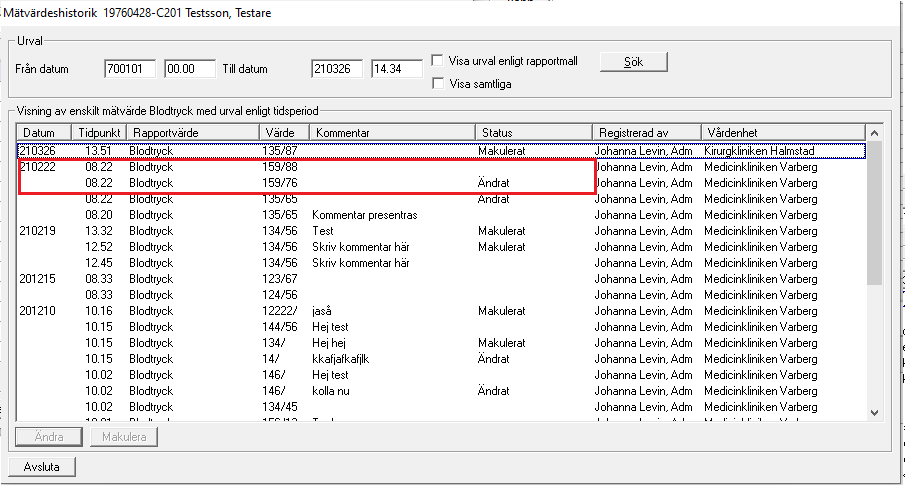 Mätvärdeshistorik 19760428-C201 Testsson, Testare
Urval
Från datum 700101 00.00 Till datum 210326 14.34 Visa urval enligt rapportmall Sök
Visa samtliga
Visning av enskilt mätvärde Blodtryck med urval enligt tidsperiod
Datum Tidpunkt Rapportvärde Värde Kommentar Status Registrerad av Vårdenhet
210326 13.51 Blodtryck 135/87 Makulerat Johanna Levin, Adm Kirurgkliniken Halmstad
210222 08.22 Blodtryck 159/88 Johanna Levin, Adm Medicinkliniken Varberg
08.22 Blodtryck 159/76 Ändrat Johanna Levin, Adm Medicinkliniken Varberg
08.22 Blodtryck 135/65 Ändrat Johanna Levin, Adm Medicinkliniken Varberg
08.20 Blodtryck 135/65 Kommentar presentras Johanna Levin, Adm Medicinkliniken Varberg
210219 13.32 Blodtryck 134/56 Test Makulerat Johanna Levin, Adm Medicinkliniken Varberg
12.52 Blodtryck 134/56 Skriv kommentar här Makulerat Johanna Levin, Adm Medicinkliniken Varberg
12.45 Blodtryck 134/56 Skriv kommentar här Johanna Levin, Adm Medicinkliniken Varberg
201215 08.33 Blodtryck 123/67 Johanna Levin, Adm Medicinkliniken Varberg
08.33 Blodtryck 124/56 Johanna Levin, Adm Medicinkliniken Varberg
201210 10.16 Blodtryck 12222/ jaså Makulerat Johanna Levin, Adm Medicinkliniken Varberg
10.15 Blodtryck 144/56 Hej test Johanna Levin, Adm Medicinkliniken Varberg
10.15 Blodtryck 134/ Hej hej Makulerat Johanna Levin, Adm Medicinkliniken Varberg
10.15 Blodtryck 14/ kkafjafkafjlk Ändrat Johanna Levin, Adm Medicinkliniken Varberg
10.02 Blodtryck 146/ Hej test Johanna Levin, Adm Medicinkliniken Varberg
10.02 Blodtryck 146/ kolla nu Ändrat Johanna Levin, Adm Medicinkliniken Varberg
10.02 Blodtryck 134/45 Johanna Levin, Adm Medicinkliniken Varberg
Ändra Makulera
Avsluta